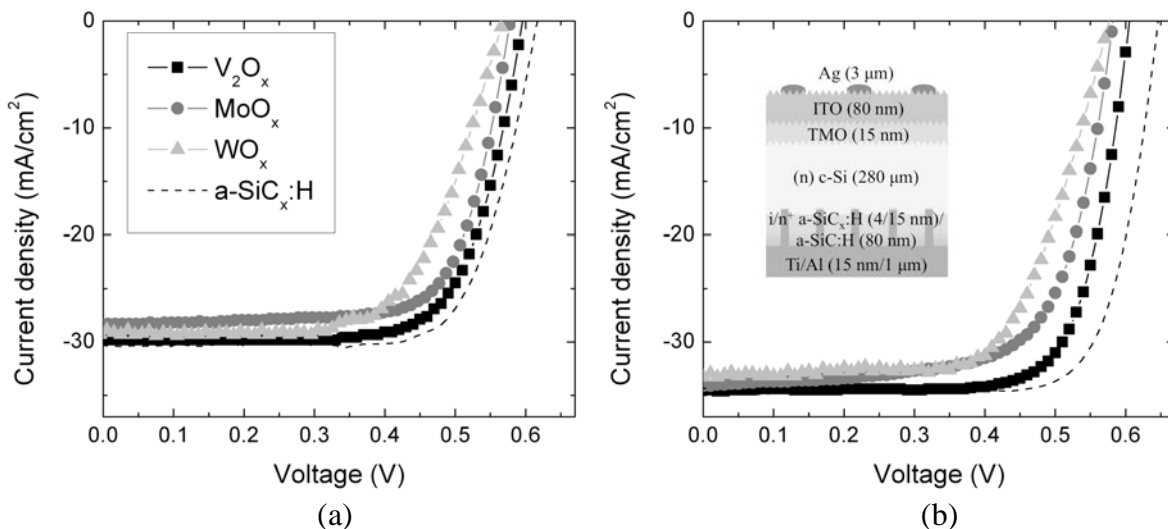 0
-10
-20
-30
Current density (mA/cm²)
V₂Oₓ
MoOₓ
WOₓ
a-SiCₓ:H
0.0 0.1 0.2 0.3 0.4 0.5 0.6
Voltage (V)
(a)
0
-10
-20
-30
Current density (mA/cm²)
Ag (3 μm)
ITO (80 nm)
TMO (15 nm)
(n) c-Si (280 μm)
i/n⁺ a-SiCₓ:H (4/15 nm)/
a-SiC:H (80 nm)
Ti/Al (15 nm/1 μm)
0.0 0.1 0.2 0.3 0.4 0.5 0.6
Voltage (V)
(b)